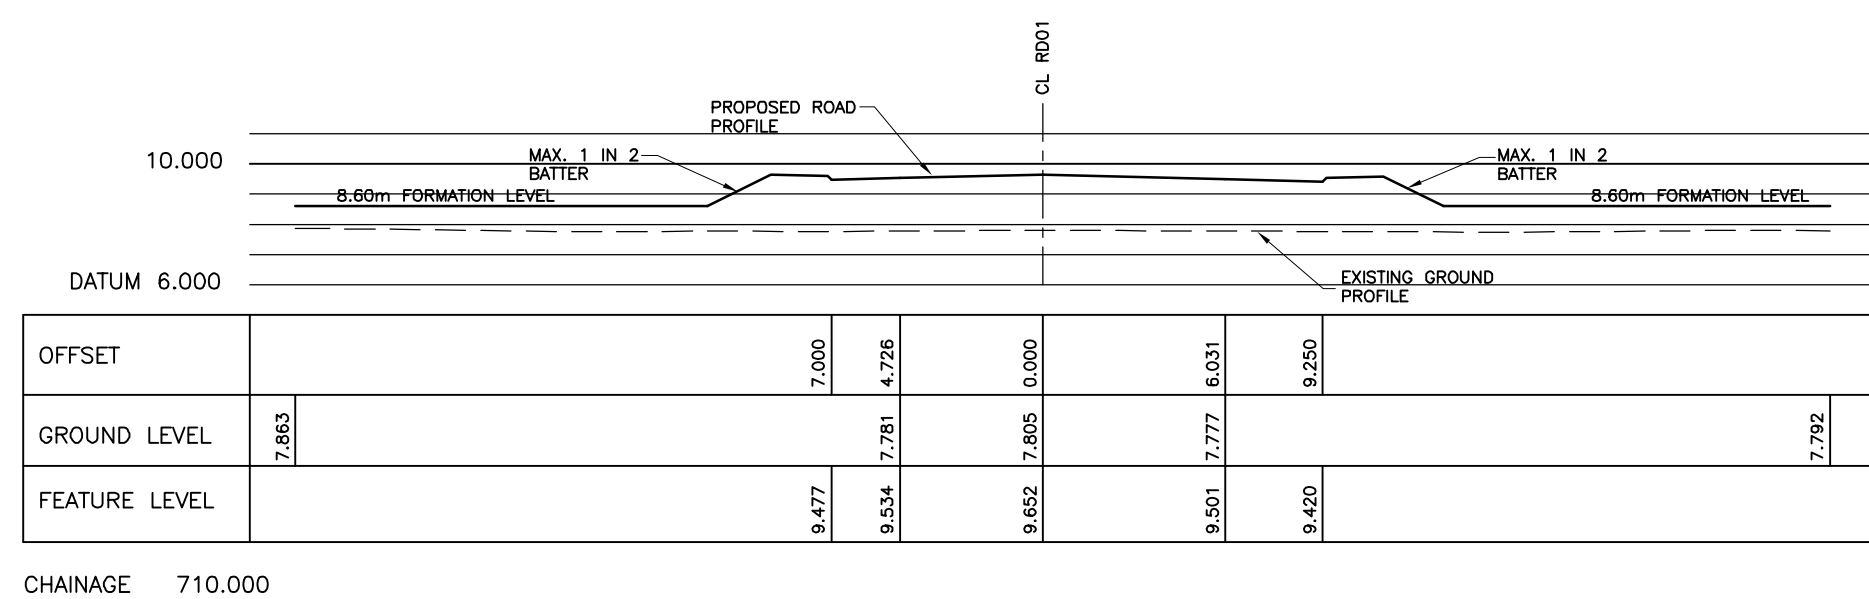 CL RD01
PROPOSED ROAD
PROFILE
10.000
MAX. 1 IN 2
BATTER
MAX. 1 IN 2
BATTER
8.60m FORMATION LEVEL
8.60m FORMATION LEVEL
DATUM 6.000
EXISTING GROUND
PROFILE
OFFSET 7.000 4.726 0.000 6.031 9.250
GROUND LEVEL 7.863 7.781 7.805 7.777 7.792
FEATURE LEVEL 9.477 9.534 9.652 9.501 9.420
CHAINAGE 710.000